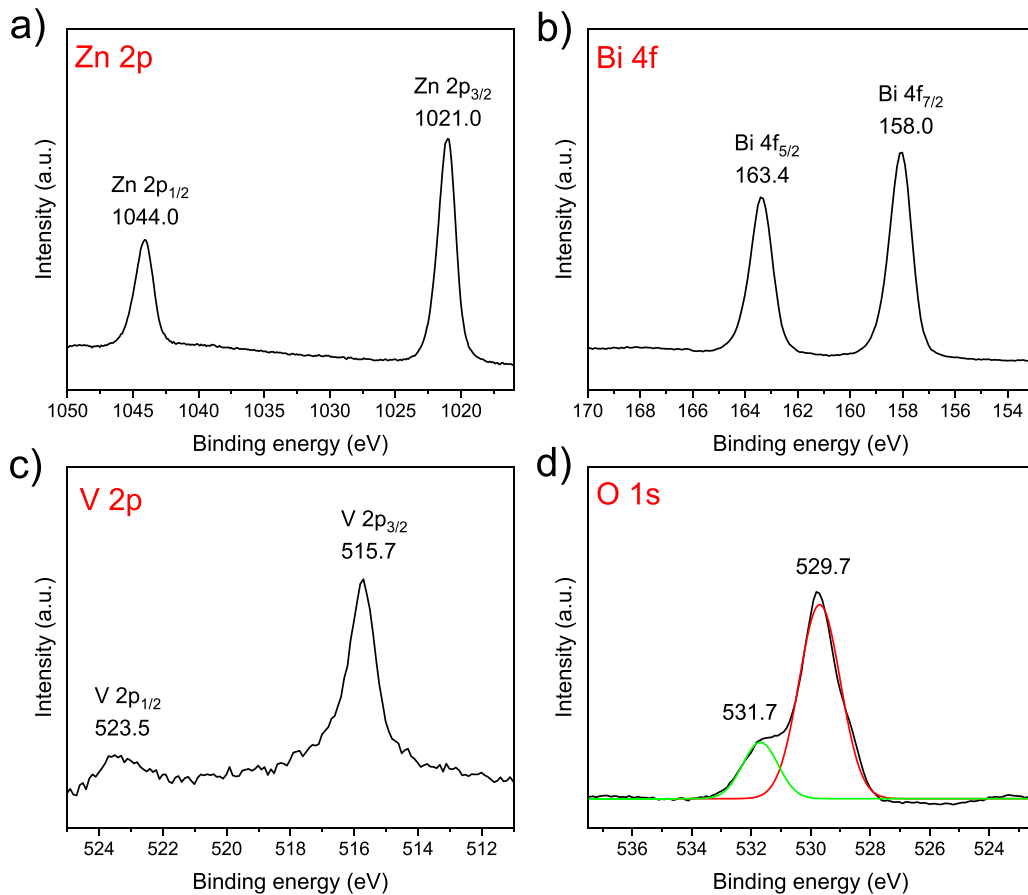 a)
Zn 2p
Zn 2p3/2
1021.0
Zn 2p1/2
1044.0
Intensity (a.u.)
1050 1045 1040 1035 1030 1025 1020
Binding energy (eV)
b)
Bi 4f
Bi 4f7/2
158.0
Bi 4f5/2
163.4
Intensity (a.u.)
170 168 166 164 162 160 158 156 154
Binding energy (eV)
c)
V 2p
V 2p3/2
515.7
V 2p1/2
523.5
Intensity (a.u.)
524 522 520 518 516 514 512
Binding energy (eV)
d)
O 1s
529.7
531.7
Intensity (a.u.)
536 534 532 530 528 526 524
Binding energy (eV)